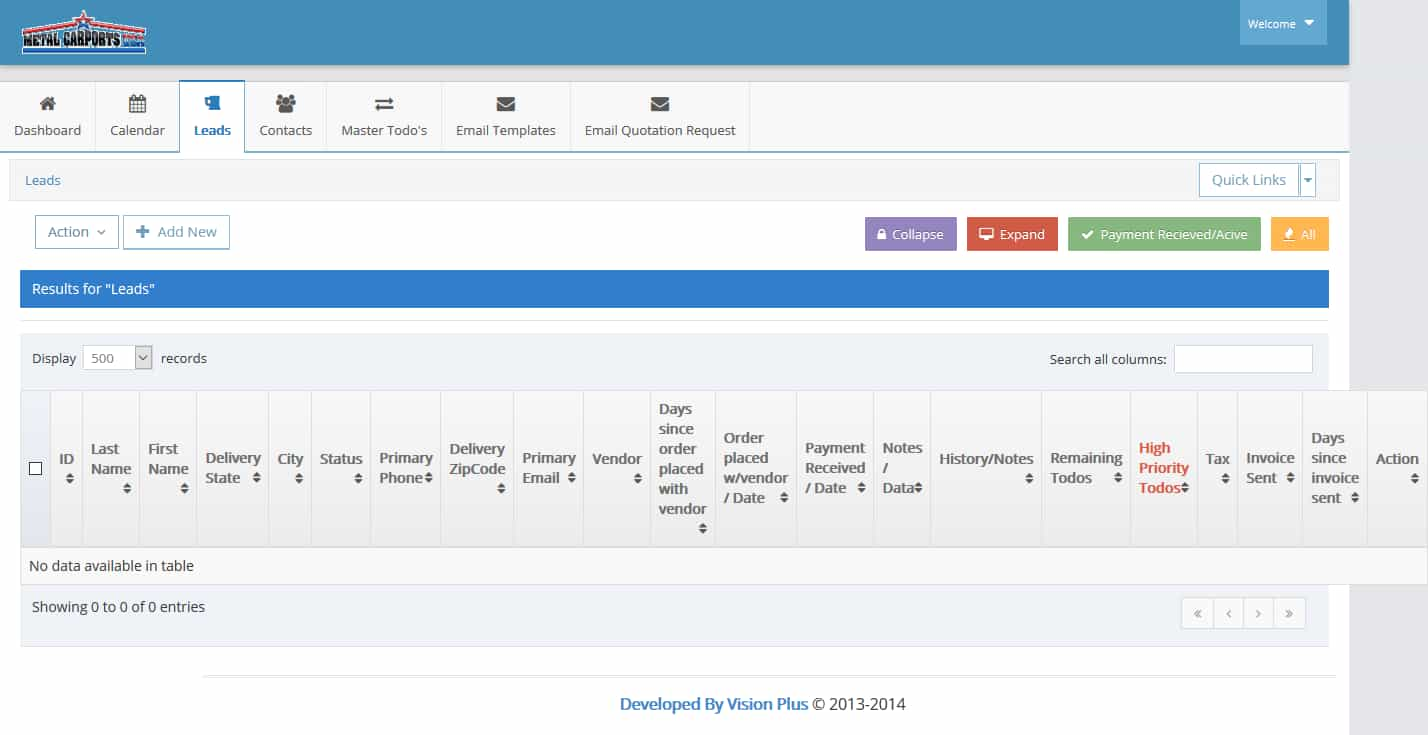 METAL CARPORTS
Welcome
Dashboard
Calendar
Leads
Contacts
Master Todo's
Email Templates
Email Quotation Request
Leads
Quick Links
Action
Add New
Collapse
Expand
Payment Recieved/Acive
All
Results for "Leads"
Display 500 records
Search all columns:
ID
Last
Name
First
Name
Delivery
State
City
Status
Primary
Phone
Delivery
ZipCode
Primary
Email
Vendor
Days
since
order
placed
with
vendor
Order
placed
w/vendor
/ Date
Payment
Received
/ Date
Notes
/
Data
History/Notes
Remaining
Todos
High
Priority
Todos
Tax
Invoice
Sent
Days
since
invoice
sent
Action
No data available in table
Showing 0 to 0 of 0 entries
« ‹ › »
Developed By Vision Plus © 2013-2014